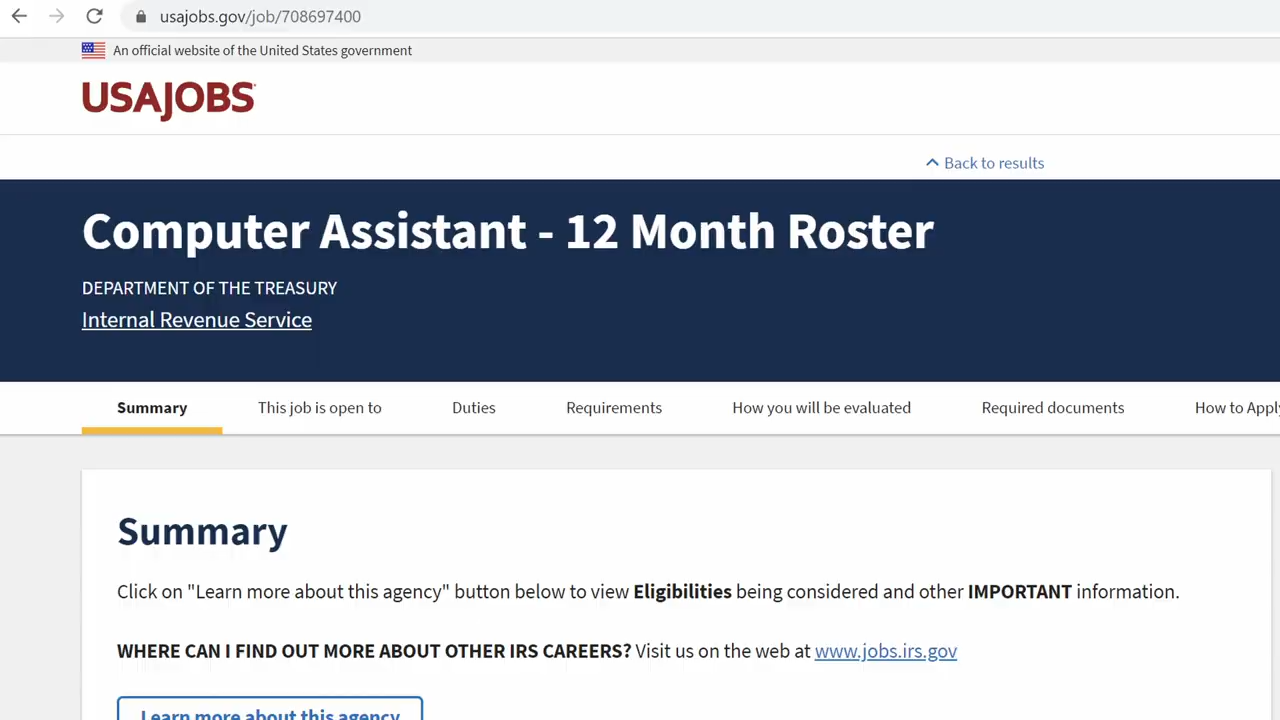 usajobs.gov/job/708697400
An official website of the United States government
USAJOBS
Back to results
Computer Assistant - 12 Month Roster
DEPARTMENT OF THE TREASURY
Internal Revenue Service
Summary This job is open to Duties Requirements How you will be evaluated Required documents How to Apply
Summary
Click on "Learn more about this agency" button below to view Eligibilities being considered and other IMPORTANT information.
WHERE CAN I FIND OUT MORE ABOUT OTHER IRS CAREERS? Visit us on the web at www.jobs.irs.gov
Learn more about this agency